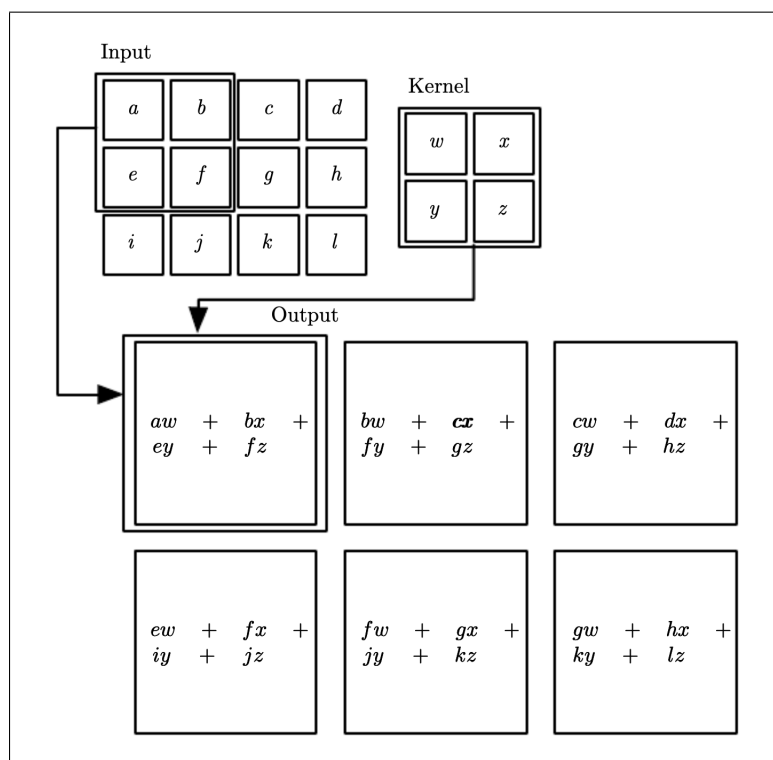 Input
a b c d
e f g h
i j k l
Kernel
w x
y z
Output
aw + bx +
ey + fz
bw + cx +
fy + gz
cw + dx +
gy + hz
ew + fx +
iy + jz
fw + gx +
jy + kz
gw + hx +
ky + lz